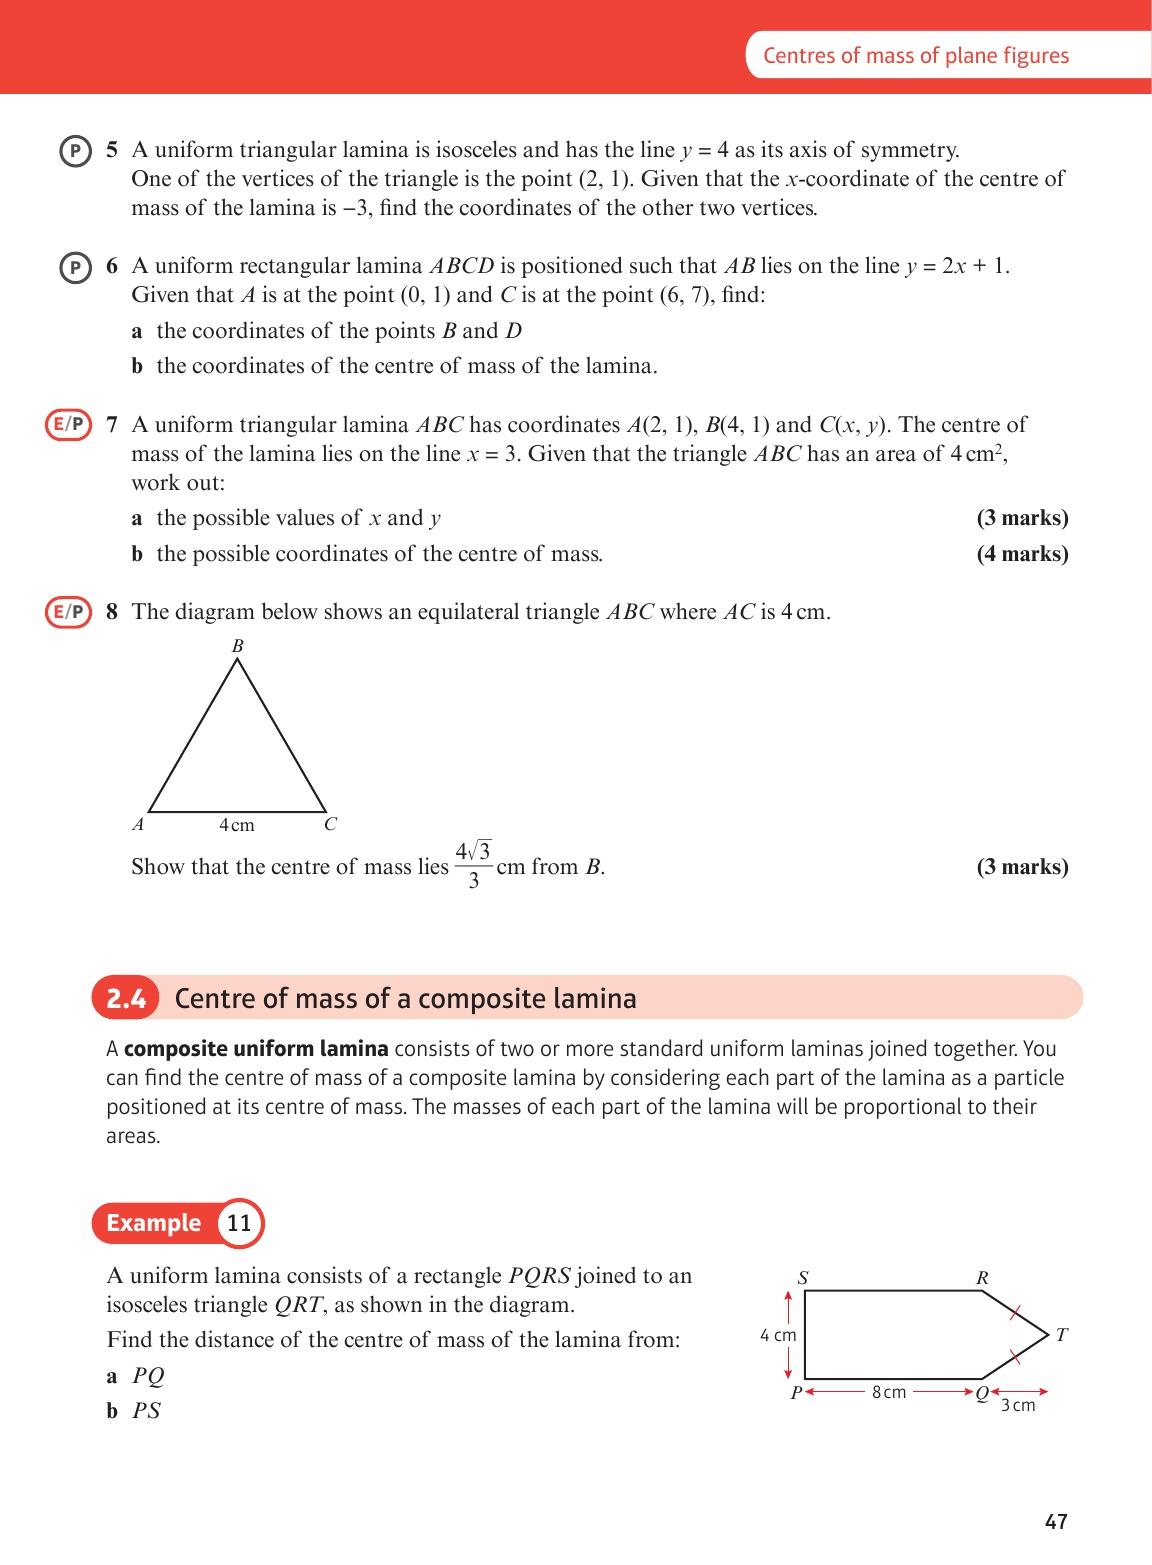 Centres of mass of plane figures
P 5 A uniform triangular lamina is isosceles and has the line y = 4 as its axis of symmetry.
One of the vertices of the triangle is the point (2, 1). Given that the x-coordinate of the centre of
mass of the lamina is −3, find the coordinates of the other two vertices.
P 6 A uniform rectangular lamina ABCD is positioned such that AB lies on the line y = 2x + 1.
Given that A is at the point (0, 1) and C is at the point (6, 7), find:
a the coordinates of the points B and D
b the coordinates of the centre of mass of the lamina.
E/P 7 A uniform triangular lamina ABC has coordinates A(2, 1), B(4, 1) and C(x, y). The centre of
mass of the lamina lies on the line x = 3. Given that the triangle ABC has an area of 4 cm²,
work out:
a the possible values of x and y (3 marks)
b the possible coordinates of the centre of mass. (4 marks)
E/P 8 The diagram below shows an equilateral triangle ABC where AC is 4 cm.
B
A 4 cm C
Show that the centre of mass lies 4√3/3 cm from B. (3 marks)
2.4 Centre of mass of a composite lamina
A composite uniform lamina consists of two or more standard uniform laminas joined together. You
can find the centre of mass of a composite lamina by considering each part of the lamina as a particle
positioned at its centre of mass. The masses of each part of the lamina will be proportional to their
areas.
Example 11
A uniform lamina consists of a rectangle PQRS joined to an
isosceles triangle QRT, as shown in the diagram.
Find the distance of the centre of mass of the lamina from:
a PQ
b PS
S R
4 cm T
P 8 cm Q
3 cm
47